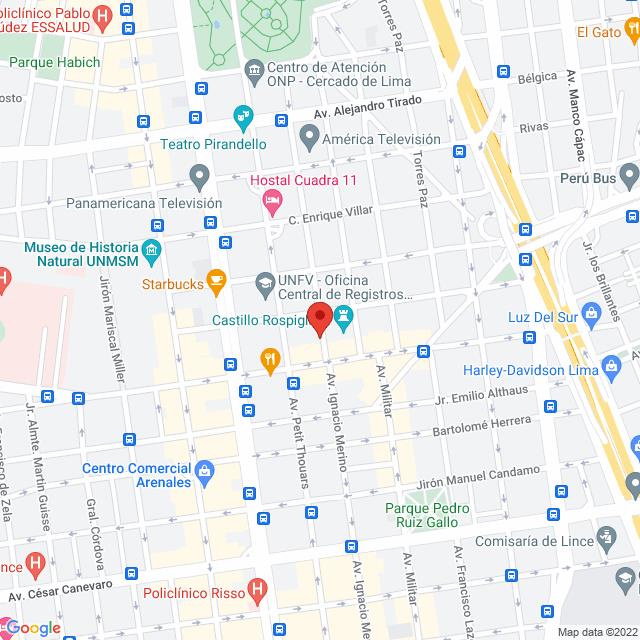 oliclínico Pablo
údez ESSALUD
Parque Habich
osto
Centro de Atención
ONP - Cercado de Lima
Torres Paz
El Gato
Bélgica
Av. Manco Cápac
Av. Alejandro Tirado
Rivas
Teatro Pirandello
América Televisión
Torres Paz
Perú Bus
Hostal Cuadra 11
Panamericana Televisión
C. Enrique Villar
Museo de Historia
Natural UNMSM
Jr. los Brillantes
Starbucks
UNFV - Oficina
Central de Registros...
Jirón Mariscal Miller
Castillo Rospigl
Luz Del Sur
Harley-Davidson Lima
Av. Petit Thouars
Av. Ignacio Merino
Av. Militar
Jr. Emilio Althaus
Bartolomé Herrera
Jr. Almte. Martín Guisse
Francisco de Zela
Gral. Córdova
Centro Comercial
Arenales
Jirón Manuel Candamo
Parque Pedro
Ruiz Gallo
Comisaría de Lince
nce
Av. César Canevaro
Policlínico Risso
Av. Ignacio Mer
Av. Militar
Av. Francisco Laz
Google
Map data ©2022